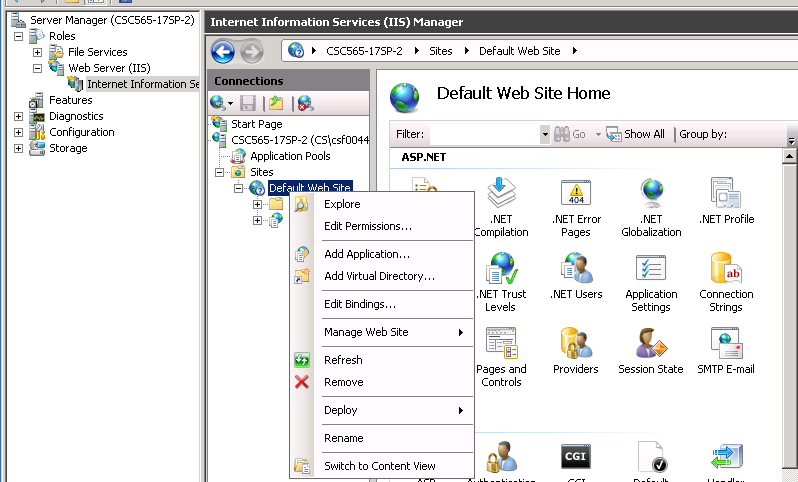 Server Manager (CSC565-17SP-2)
Roles
File Services
Web Server (IIS)
Internet Information Se
Features
Diagnostics
Configuration
Storage
Internet Information Services (IIS) Manager
CSC565-17SP-2
Sites
Default Web Site
Connections
Start Page
CSC565-17SP-2 (CS\csf0044
Application Pools
Sites
Default Web Site
Explore
Edit Permissions...
Add Application...
Add Virtual Directory...
Edit Bindings...
Manage Web Site
Refresh
Remove
Deploy
Rename
Switch to Content View
Default Web Site Home
Filter:
Go
Show All
Group by:
ASP.NET
404
.NET Compilation
.NET Error Pages
.NET Globalization
.NET Profile
.NET Trust Levels
.NET Users
Application Settings
ab
Connection Strings
Pages and Controls
Providers
Session State
SMTP E-mail
CGI